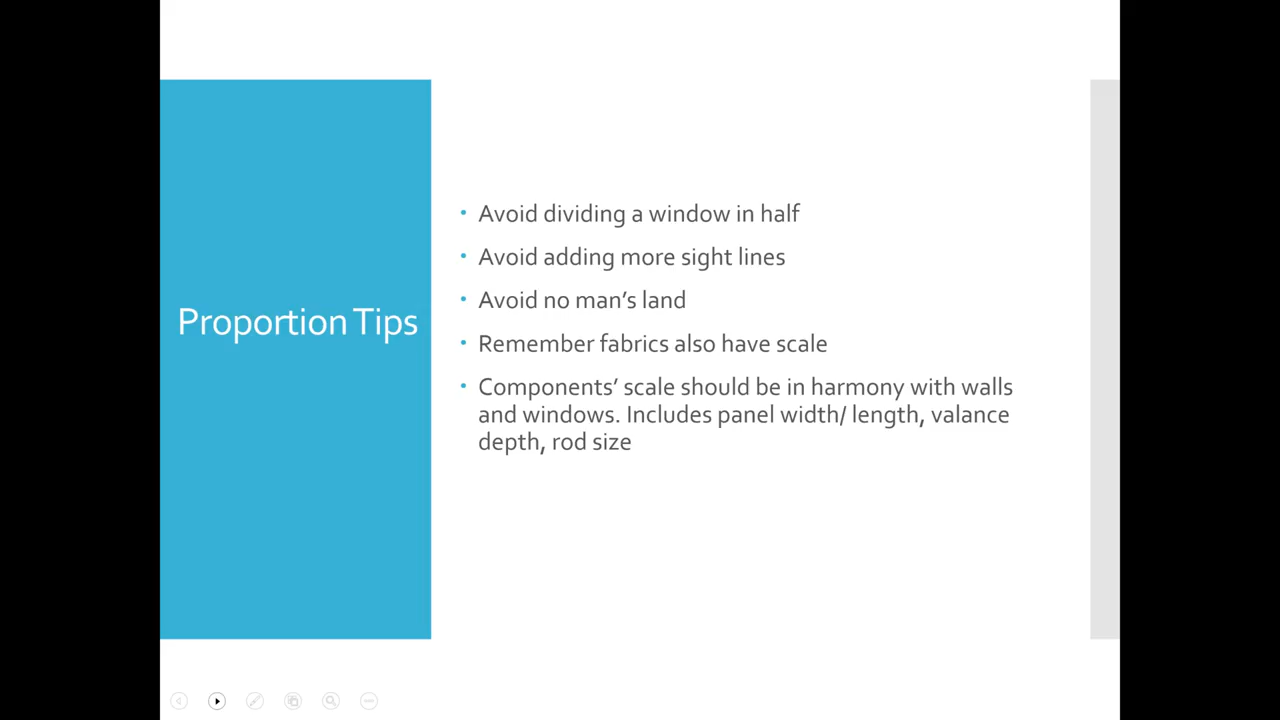 Proportion Tips
• Avoid dividing a window in half
• Avoid adding more sight lines
• Avoid no man’s land
• Remember fabrics also have scale
• Components’ scale should be in harmony with walls
and windows. Includes panel width/ length, valance
depth, rod size